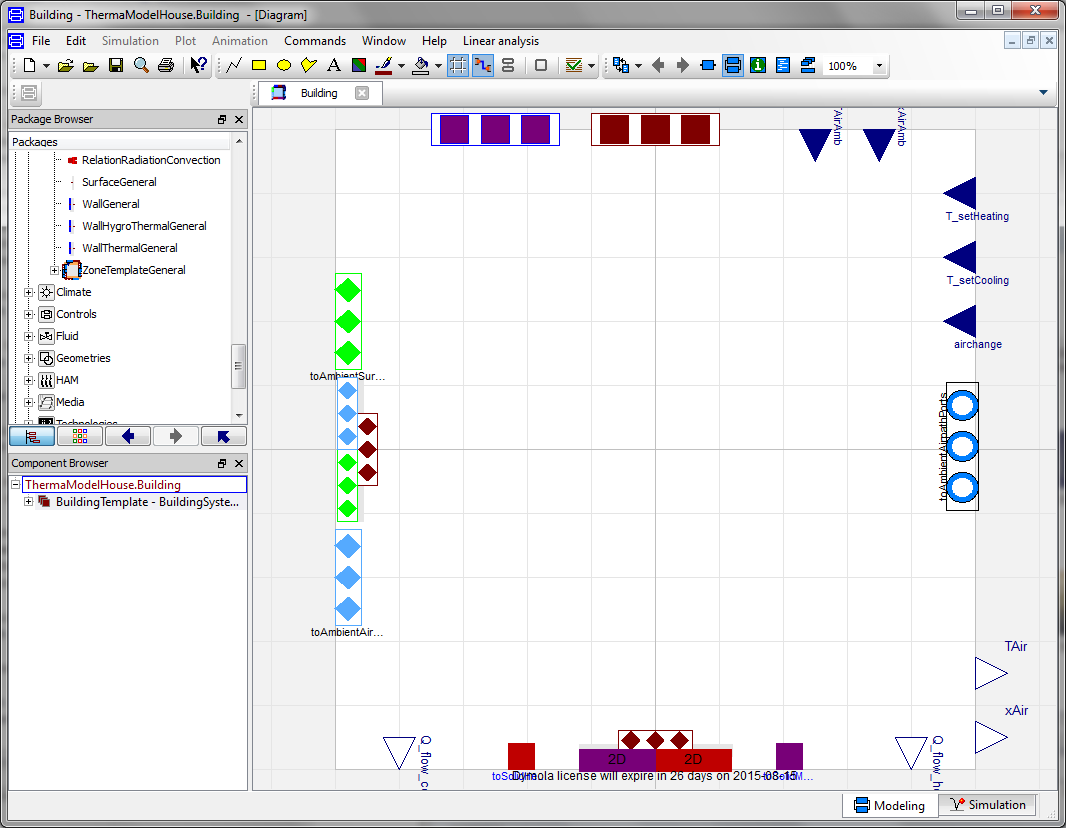 Building - ThermaModelHouse.Building - [Diagram]
File Edit Simulation Plot Animation Commands Window Help Linear analysis
A
?
i
100%
Building
Package Browser
Packages
RelationRadiationConvection
SurfaceGeneral
WallGeneral
WallHygroThermalGeneral
WallThermalGeneral
ZoneTemplateGeneral
Climate
Controls
Fluid
Geometries
HAM
Media
Technologies
Component Browser
ThermaModelHouse.Building
BuildingTemplate - BuildingSyste...
xAirAmb
T_setHeating
T_setCooling
airchange
toAmbientSur...
toAmbientAirpathPorts
toAmbientAir...
TAir
xAir
Q_flow_c
2D
2D
Q_flow_h
Dymola license will expire in 26 days on 2015-08-15
Modeling
Simulation